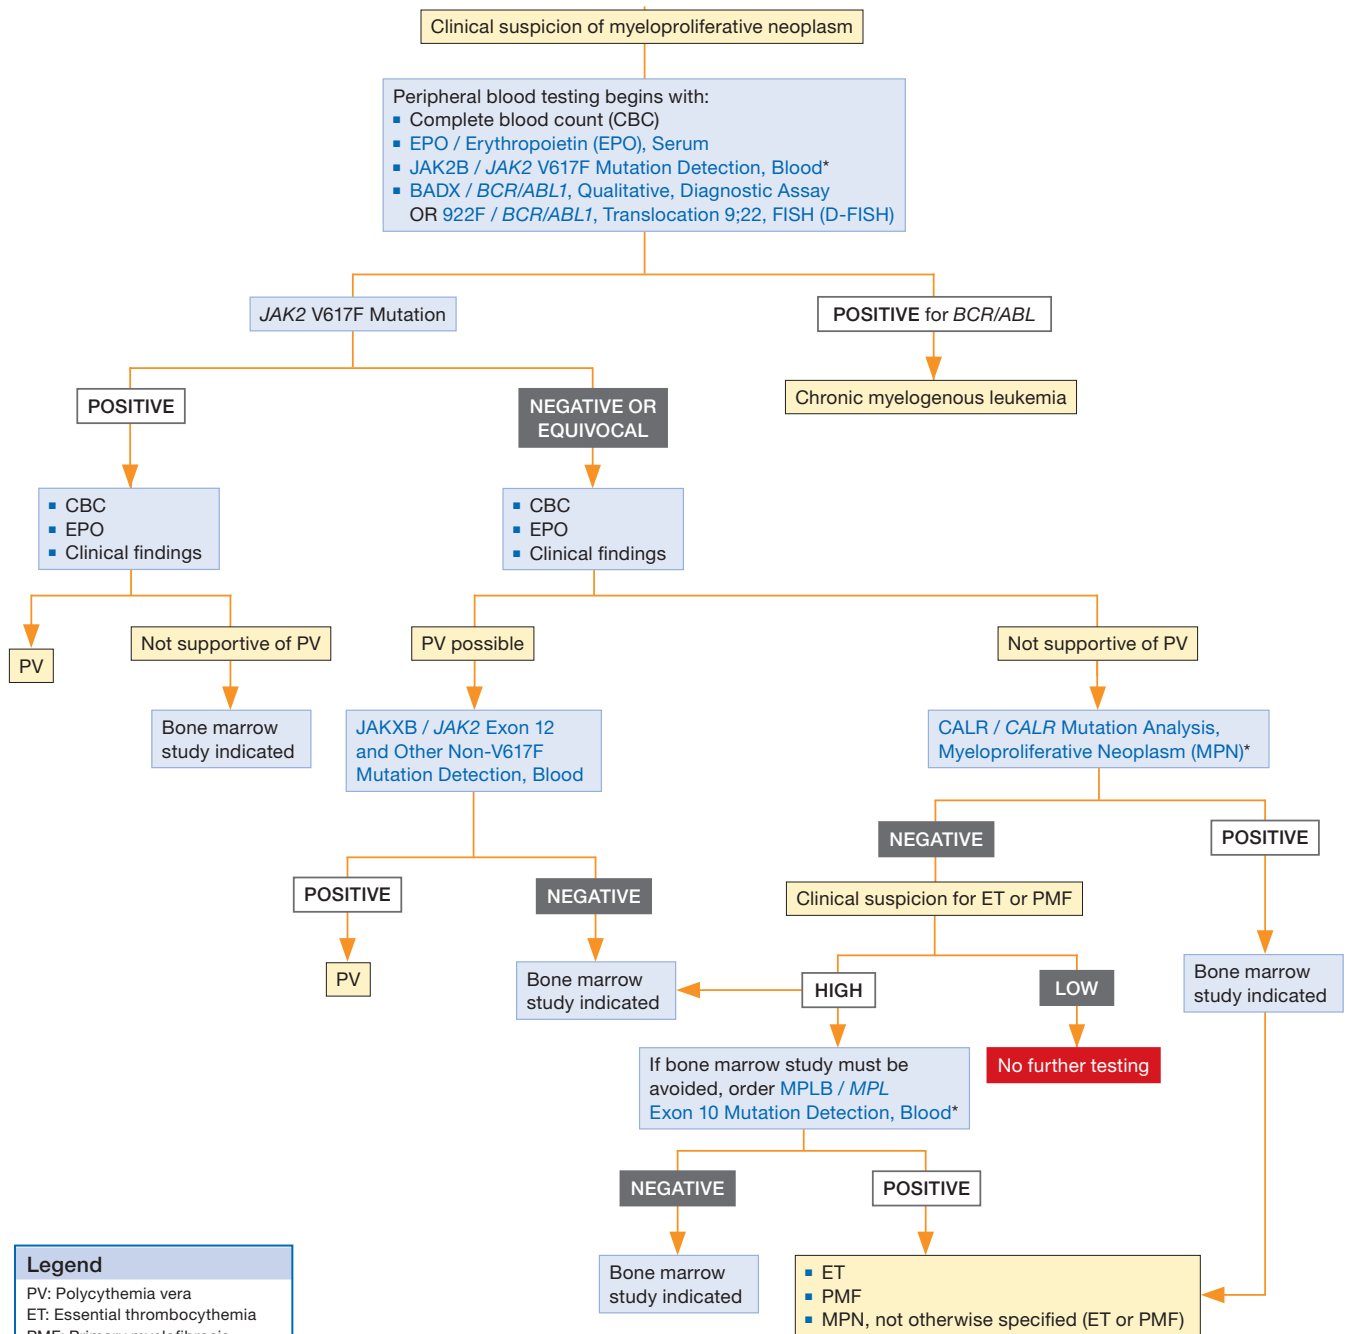 Clinical suspicion of myeloproliferative neoplasm
Peripheral blood testing begins with:
▪ Complete blood count (CBC)
▪ EPO / Erythropoietin (EPO), Serum
▪ JAK2B / JAK2 V617F Mutation Detection, Blood*
▪ BADX / BCR/ABL1, Qualitative, Diagnostic Assay
OR 922F / BCR/ABL1, Translocation 9;22, FISH (D-FISH)
JAK2 V617F Mutation
POSITIVE for BCR/ABL
Chronic myelogenous leukemia
POSITIVE
NEGATIVE OR
EQUIVOCAL
▪ CBC
▪ EPO
▪ Clinical findings
▪ CBC
▪ EPO
▪ Clinical findings
PV
Not supportive of PV
PV possible
Not supportive of PV
Bone marrow
study indicated
JAKXB / JAK2 Exon 12
and Other Non-V617F
Mutation Detection, Blood
CALR / CALR Mutation Analysis,
Myeloproliferative Neoplasm (MPN)*
NEGATIVE
POSITIVE
POSITIVE
NEGATIVE
Clinical suspicion for ET or PMF
PV
Bone marrow
study indicated
HIGH
LOW
Bone marrow
study indicated
If bone marrow study must be
avoided, order MPLB / MPL
Exon 10 Mutation Detection, Blood*
No further testing
NEGATIVE
POSITIVE
Bone marrow
study indicated
▪ ET
▪ PMF
▪ MPN, not otherwise specified (ET or PMF)
Legend
PV: Polycythemia vera
ET: Essential thrombocythemia
PMF: Primary myelofibrosis